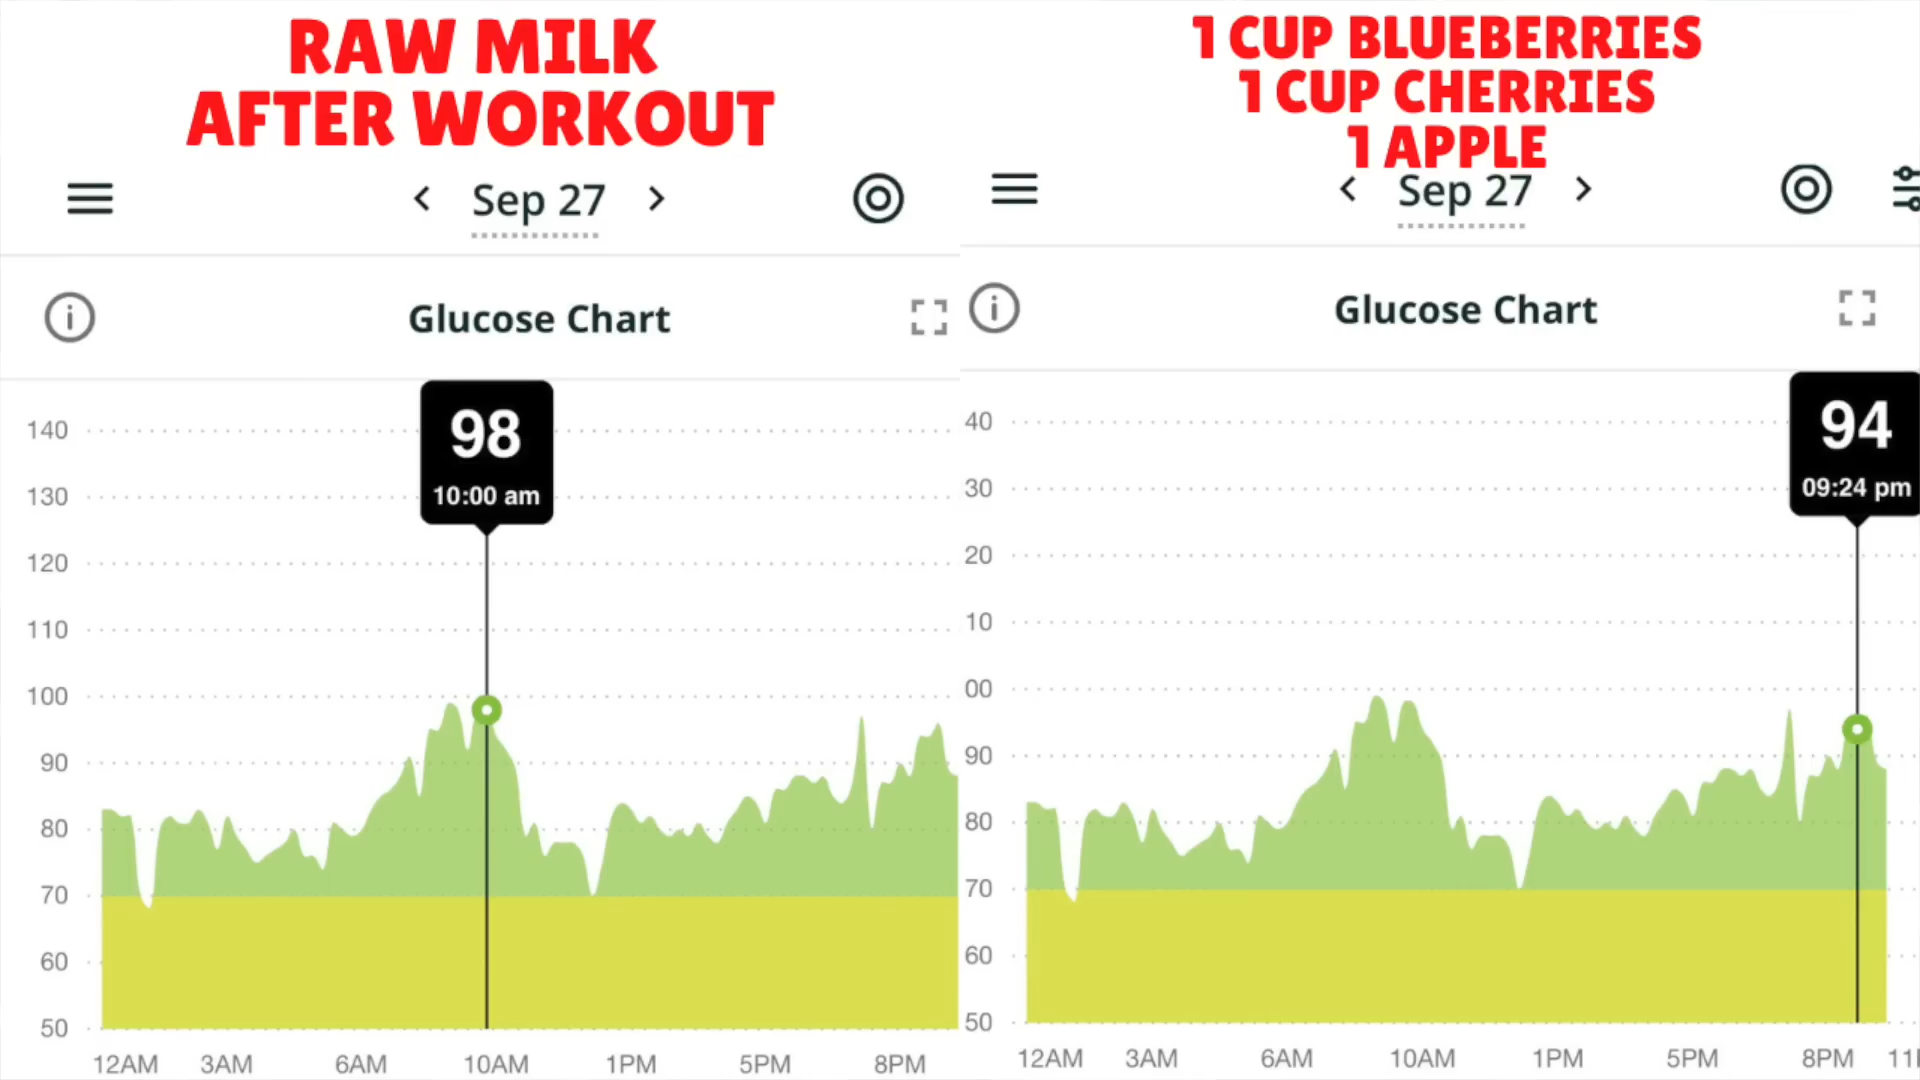 RAW MILK
AFTER WORKOUT
Sep 27
Glucose Chart
98
10:00 am
140
130
120
110
100
90
80
70
60
50
12AM 3AM 6AM 10AM 1PM 5PM 8PM
1 CUP BLUEBERRIES
1 CUP CHERRIES
1 APPLE
Sep 27
Glucose Chart
94
09:24 pm
40
30
20
10
00
90
80
70
60
50
12AM 3AM 6AM 10AM 1PM 5PM 8PM 11